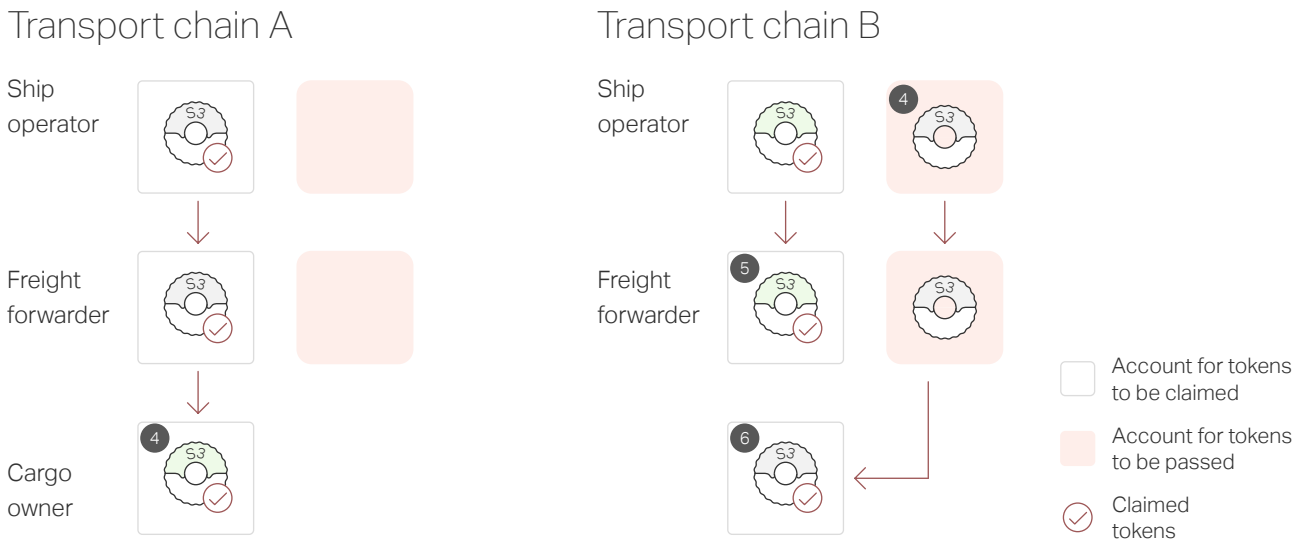 Transport chain A
Ship
operator
S3
Freight
forwarder
S3
4
S3
Cargo
owner
Transport chain B
Ship
operator
S3
4
S3
Freight
forwarder
5
S3
S3
6
S3
Account for tokens
to be claimed
Account for tokens
to be passed
Claimed
tokens